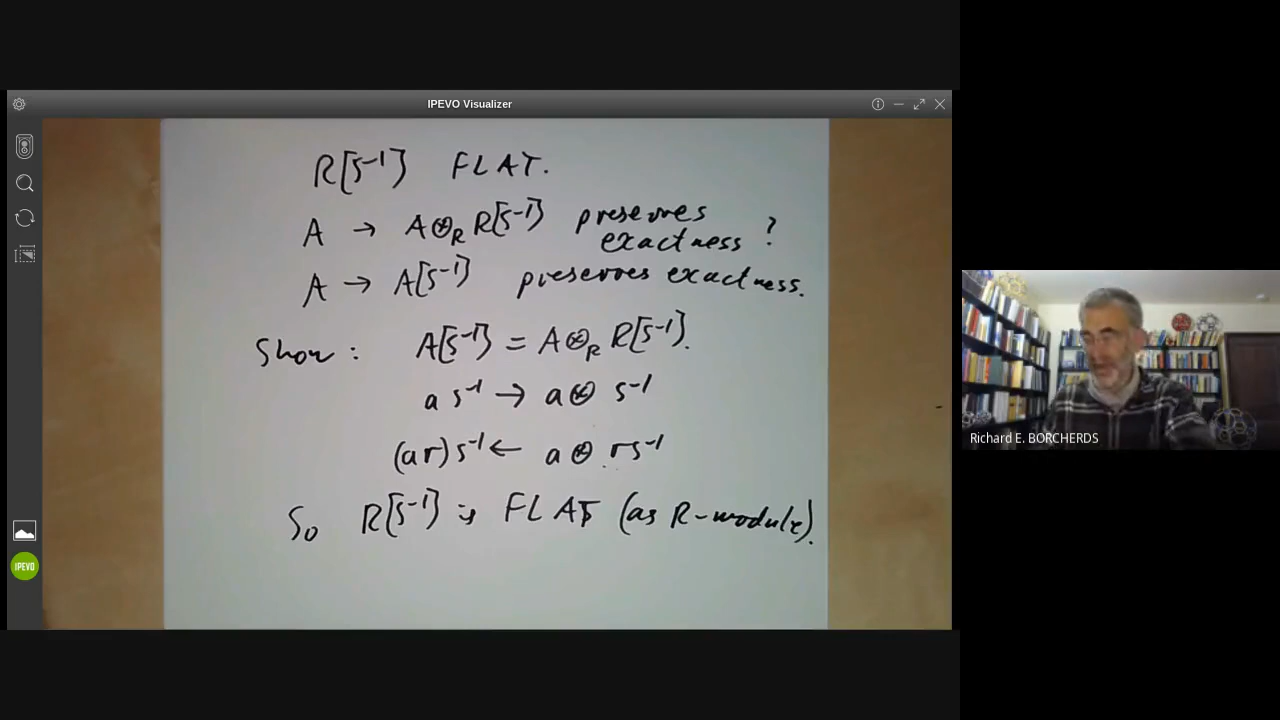 IPEVO Visualizer
R[S⁻¹] FLAT.
A → A⊗_R R[S⁻¹] preserves exactness ?
A → A[S⁻¹] preserves exactness.
Show : A[S⁻¹] = A⊗_R R[S⁻¹].
a s⁻¹ → a⊗ s⁻¹
(ar)s⁻¹ ← a⊗ rs⁻¹
So R[S⁻¹] is FLAT (as R-module).
IPEVO
Richard E. BORCHERDS